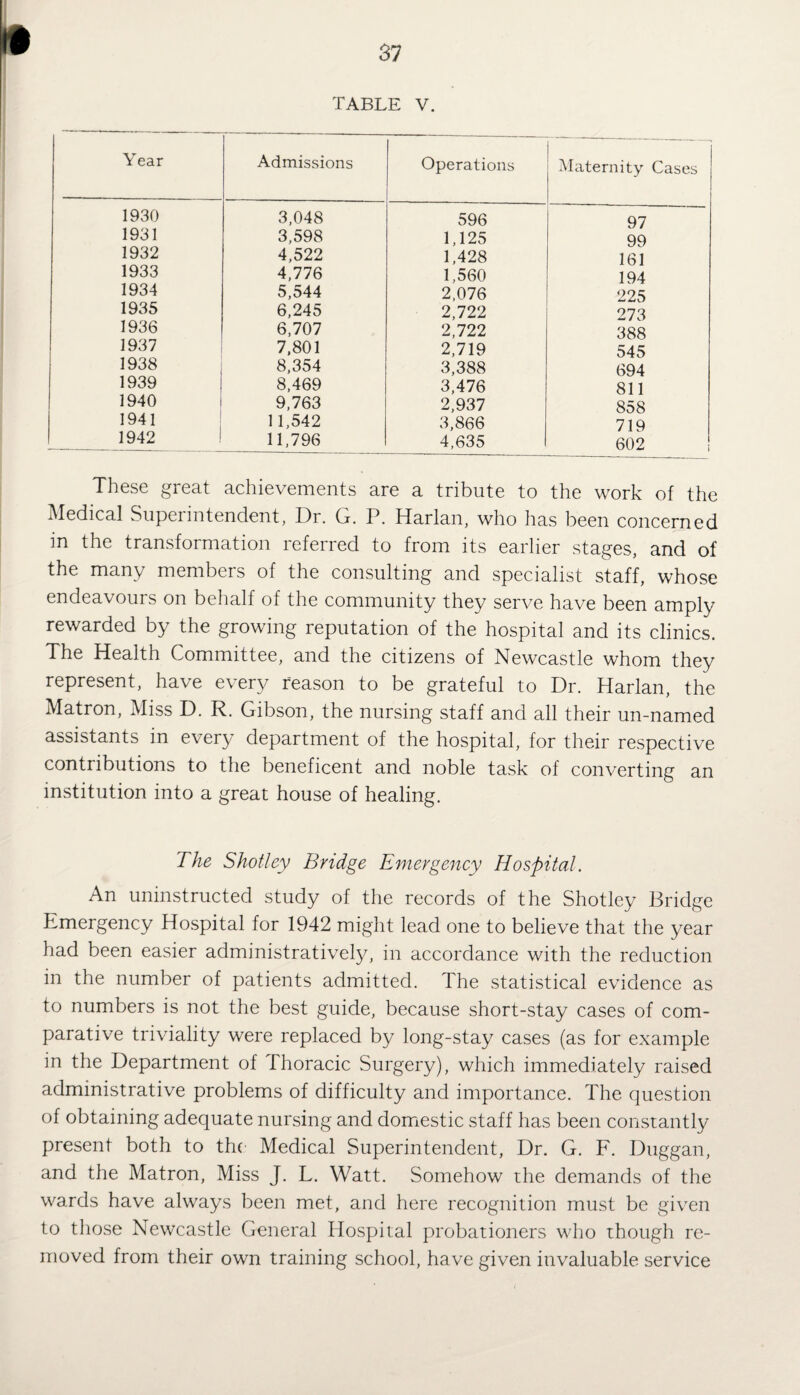 37
TABLE V.
Year Admissions Operations Maternity Cases
1930 3,048 596 97
1931 3,598 1,125 99
1932 4,522 1,428 161
1933 4,776 1,560 194
1934 5,544 2,076 225
1935 6,245 2,722 273
1936 6,707 2,722 388
1937 7,801 2,719 545
1938 8,354 3,388 694
1939 8,469 3,476 811
1940 9,763 2,937 858
1941 11,542 3,866 719
1942 11,796 4,635 602
These great achievements are a tribute to the work of the
Medical Superintendent, Dr. G. P. Harlan, who has been concerned
in the transformation referred to from its earlier stages, and of
the many members of the consulting and specialist staff, whose
endeavours on behalf of the community they serve have been amply
rewarded by the growing reputation of the hospital and its clinics.
The Health Committee, and the citizens of Newcastle whom they
represent, have every reason to be grateful to Dr. Harlan, the
Matron, Miss D. R. Gibson, the nursing staff and all their un-named
assistants in every department of the hospital, for their respective
contributions to the beneficent and noble task of converting an
institution into a great house of healing.
The Shotley Bridge Emergency Hospital.
An uninstructed study of the records of the Shotley Bridge
Emergency Hospital for 1942 might lead one to believe that the year
had been easier administratively, in accordance with the reduction
in the number of patients admitted. The statistical evidence as
to numbers is not the best guide, because short-stay cases of com-
parative triviality were replaced by long-stay cases (as for example
in the Department of Thoracic Surgery), which immediately raised
administrative problems of difficulty and importance. The question
of obtaining adequate nursing and domestic staff has been constantly
present both to the Medical Superintendent, Dr. G. F. Duggan,
and the Matron, Miss J. L. Watt. Somehow the demands of the
wards have always been met, and here recognition must be given
to those Newcastle General Hospital probationers who though re-
moved from their own training school, have given invaluable service